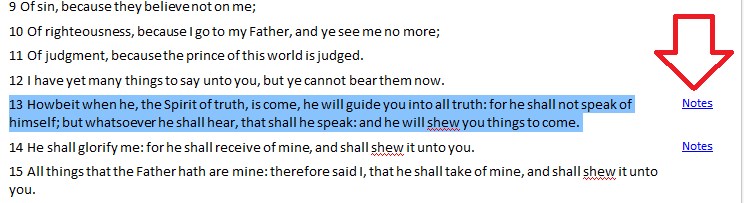 9 Of sin, because they believe not on me;
10 Of righteousness, because I go to my Father, and ye see me no more;
11 Of judgment, because the prince of this world is judged.
12 I have yet many things to say unto you, but ye cannot bear them now.
13 Howbeit when he, the Spirit of truth, is come, he will guide you into all truth: for he shall not speak of Notes
himself; but whatsoever he shall hear, that shall he speak: and he will shew you things to come.
14 He shall glorify me: for he shall receive of mine, and shall shew it unto you. Notes
15 All things that the Father hath are mine: therefore said I, that he shall take of mine, and shall shew it unto
you.